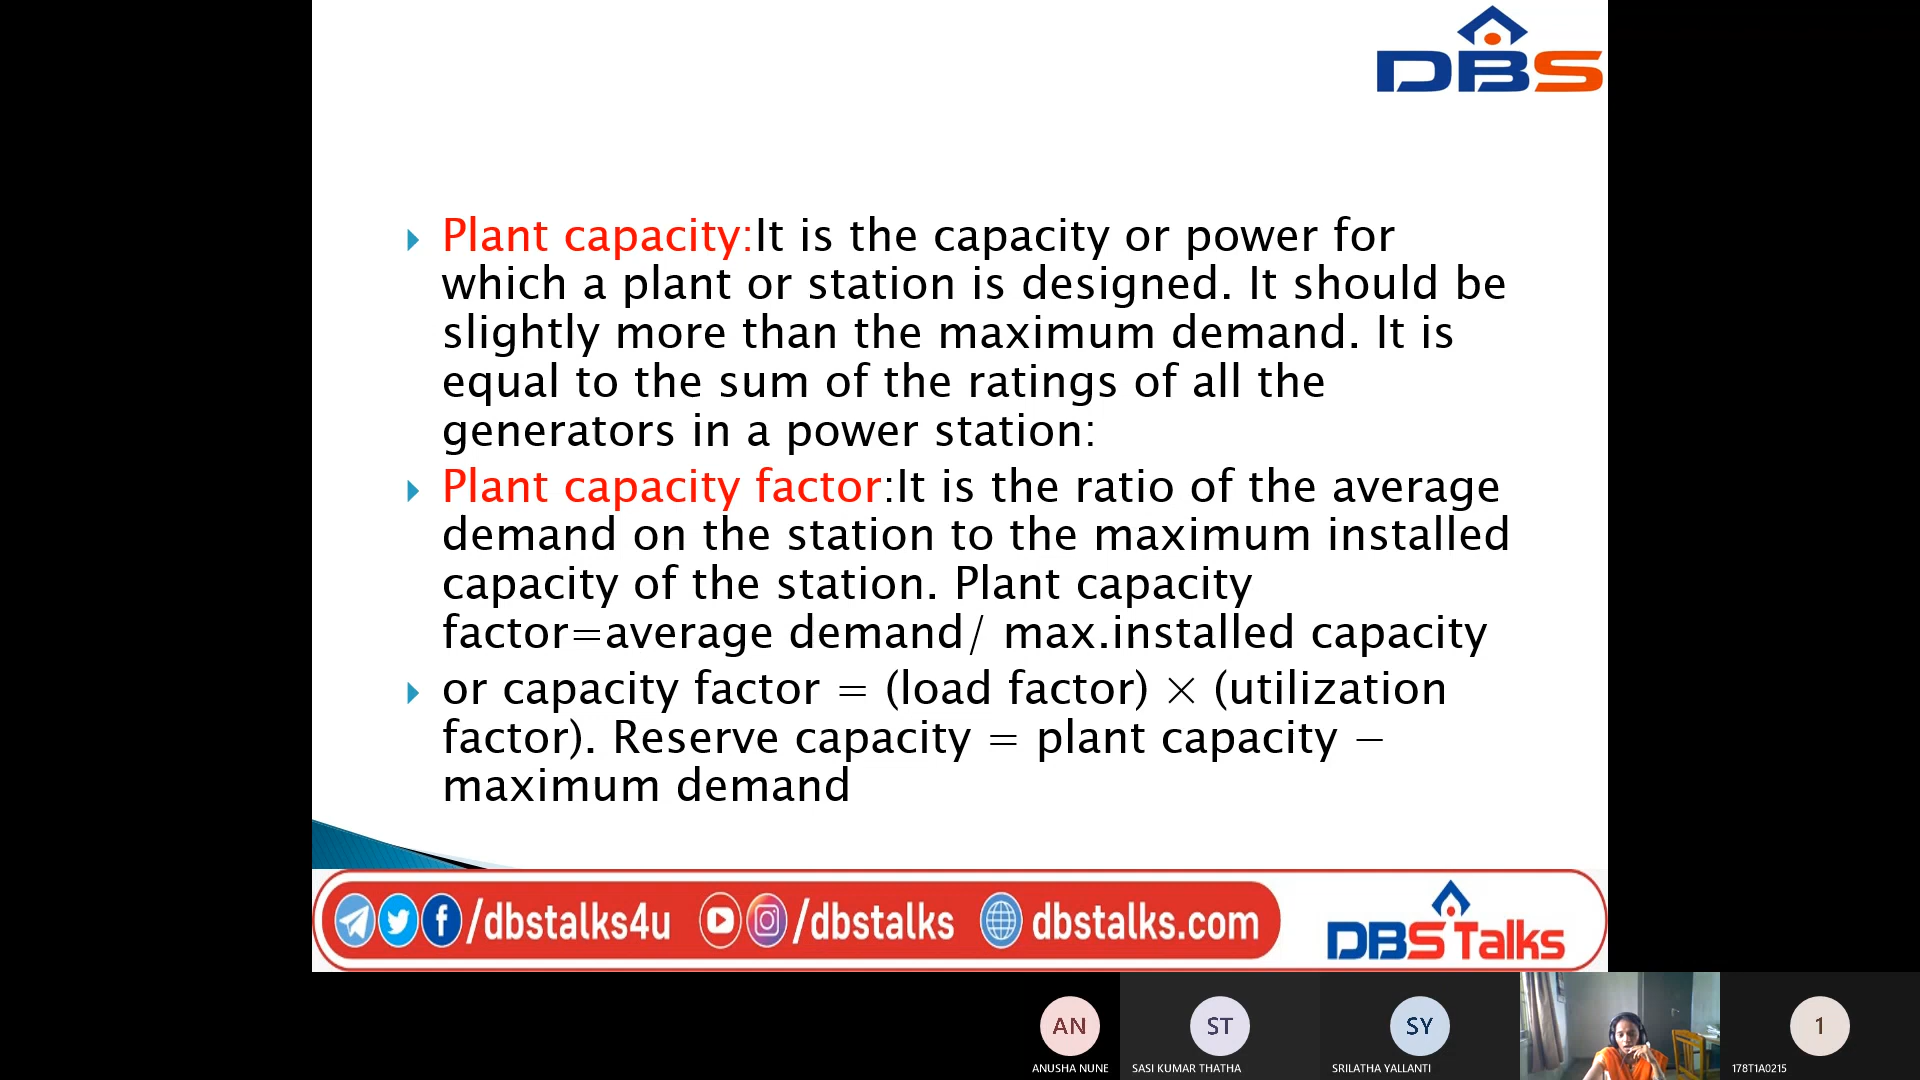 DBS
Plant capacity:It is the capacity or power for
which a plant or station is designed. It should be
slightly more than the maximum demand. It is
equal to the sum of the ratings of all the
generators in a power station:
Plant capacity factor:It is the ratio of the average
demand on the station to the maximum installed
capacity of the station. Plant capacity
factor=average demand/ max.installed capacity
or capacity factor = (load factor) × (utilization
factor). Reserve capacity = plant capacity −
maximum demand
/dbstalks4u /dbstalks dbstalks.com
DBS Talks
AN ST SY 1
ANUSHA NUNE SASI KUMAR THATHA SRILATHA YALLANTI 178T1A0215